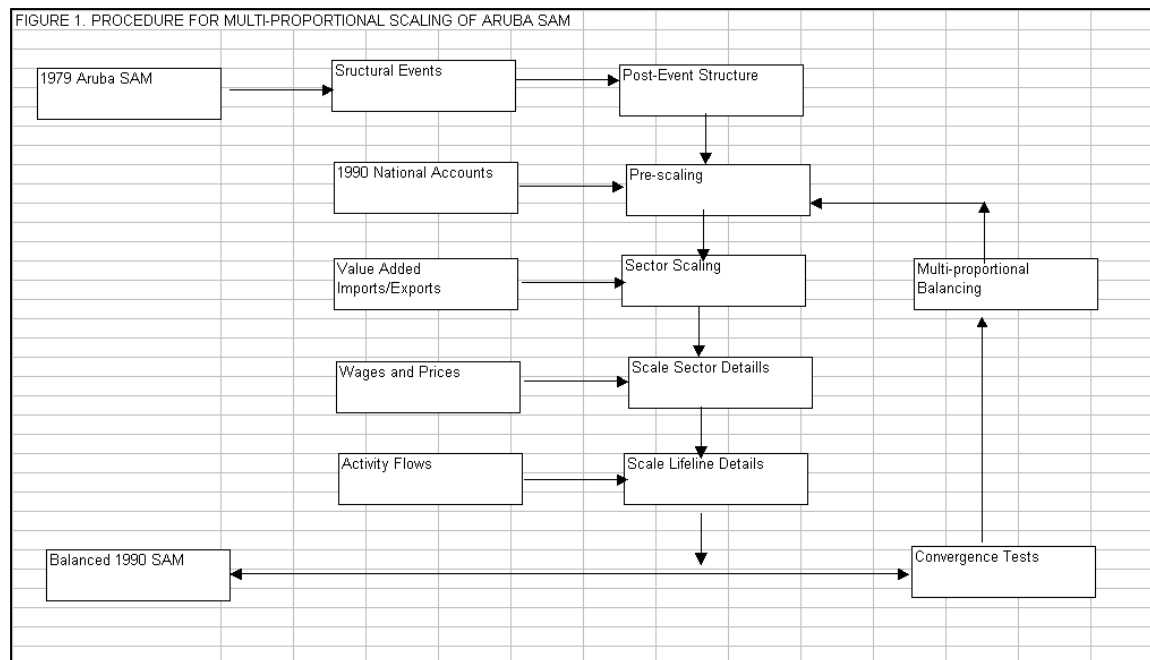 FIGURE 1. PROCEDURE FOR MULTI-PROPORTIONAL SCALING OF ARUBA SAM
1979 Aruba SAM
Sructural Events
Post-Event Structure
1990 National Accounts
Pre-scaling
Value Added
Imports/Exports
Sector Scaling
Multi-proportional
Balancing
Wages and Prices
Scale Sector Detaills
Activity Flows
Scale Lifeline Details
Balanced 1990 SAM
Convergence Tests